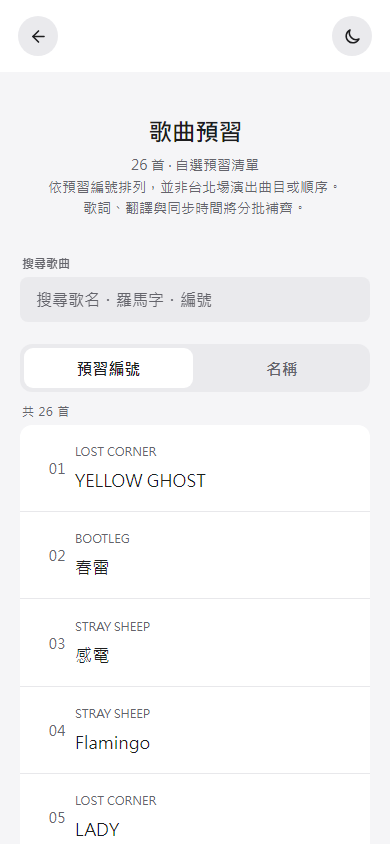 歌曲預習
26 首 · 自選預習清單
依預習編號排列，並非台北場演出曲目或順序。
歌詞、翻譯與同步時間將分批補齊。
搜尋歌曲
搜尋歌名 · 羅馬字 · 編號
預習編號
名稱
共 26 首
LOST CORNER
01
YELLOW GHOST
BOOTLEG
02
春雷
STRAY SHEEP
03
感電
STRAY SHEEP
04
Flamingo
LOST CORNER
05
LADY